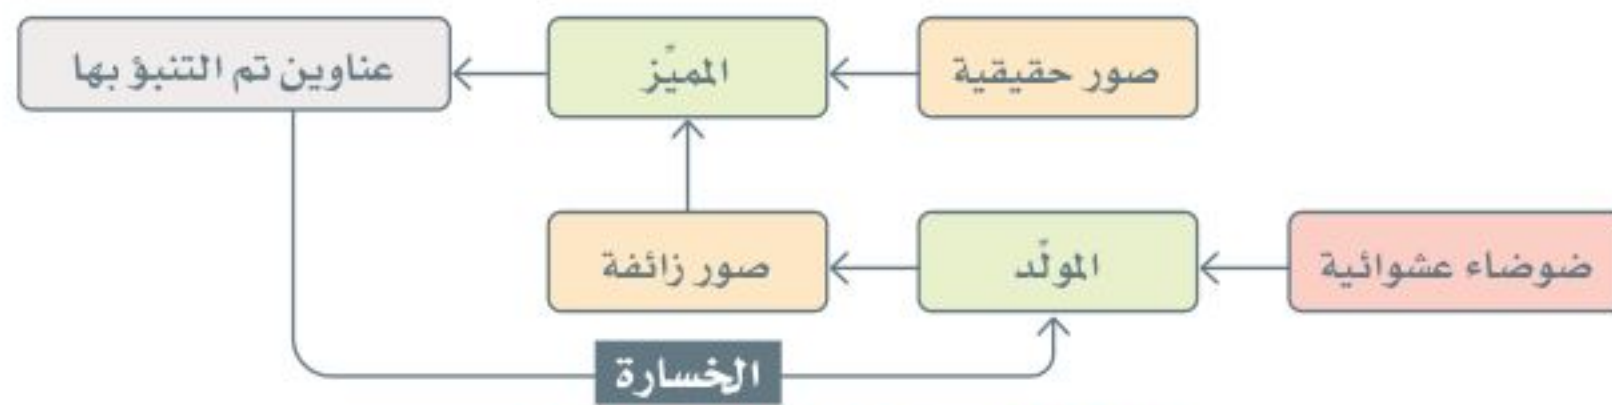 صور حقيقية
المميّز
عناوين تم التنبؤ بها
ضوضاء عشوائية
المولّد
صور زائفة
الخسارة